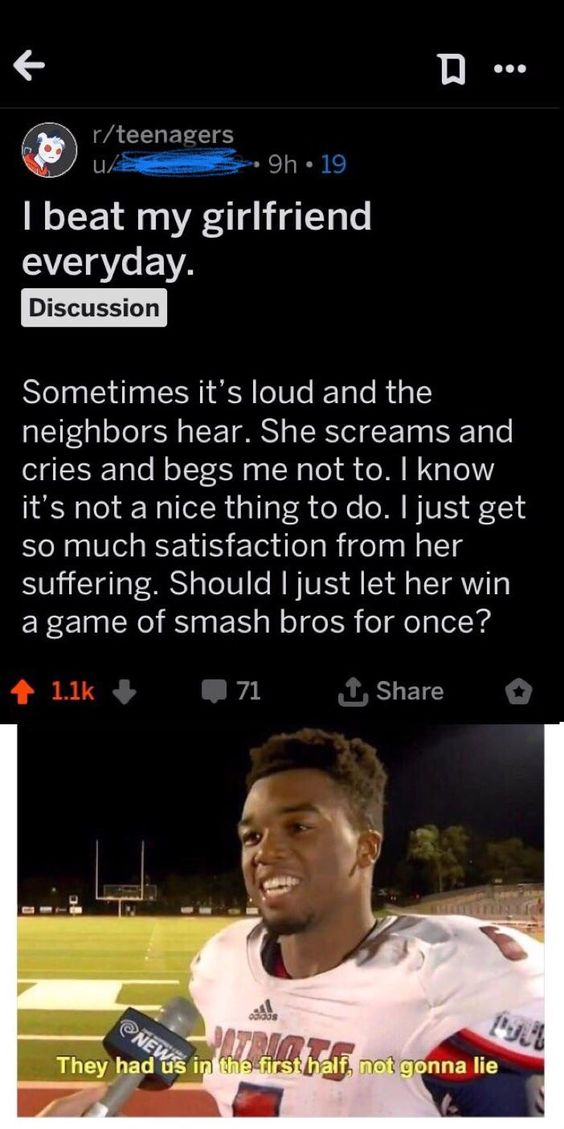 r/teenagers
u/
• 9h • 19
I beat my girlfriend
everyday.
Discussion
Sometimes it's loud and the
neighbors hear. She screams and
cries and begs me not to. I know
it's not a nice thing to do. I just get
so much satisfaction from her
suffering. Should I just let her win
a game of smash bros for once?
1.1k
71
Share
adidas
PATRIOTS
NEWS
They had us in the first half, not gonna lie